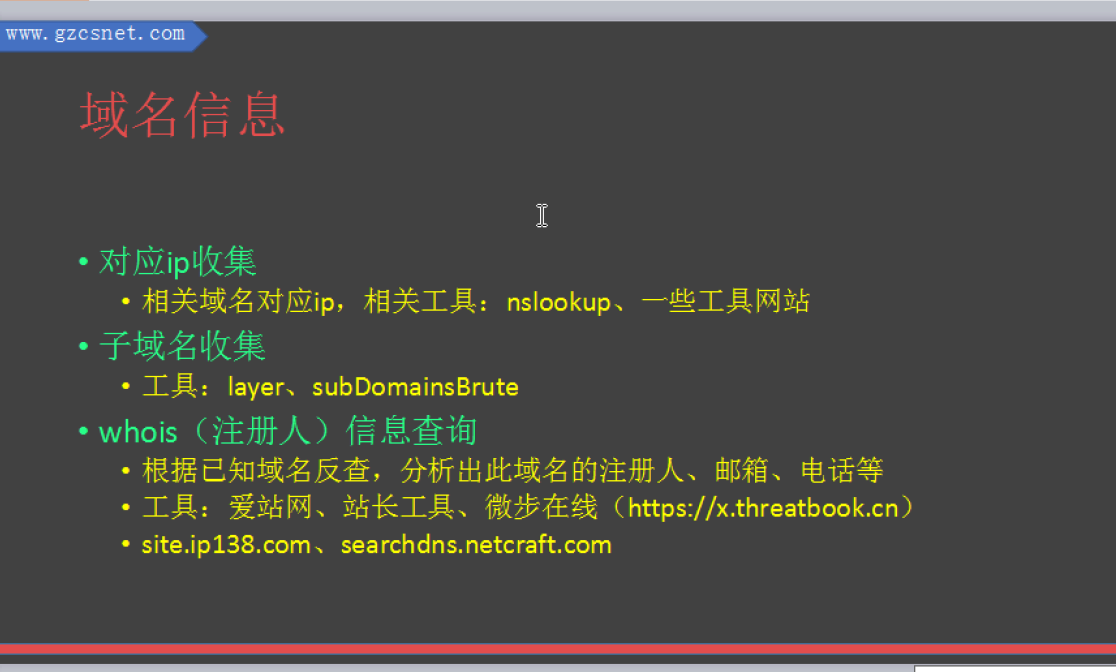 www.gzcsnet.com
域名信息
• 对应ip收集
• 相关域名对应ip，相关工具：nslookup、一些工具网站
• 子域名收集
• 工具：layer、subDomainsBrute
• whois（注册人）信息查询
• 根据已知域名反查，分析出此域名的注册人、邮箱、电话等
• 工具：爱站网、站长工具、微步在线（https://x.threatbook.cn）
• site.ip138.com、searchdns.netcraft.com